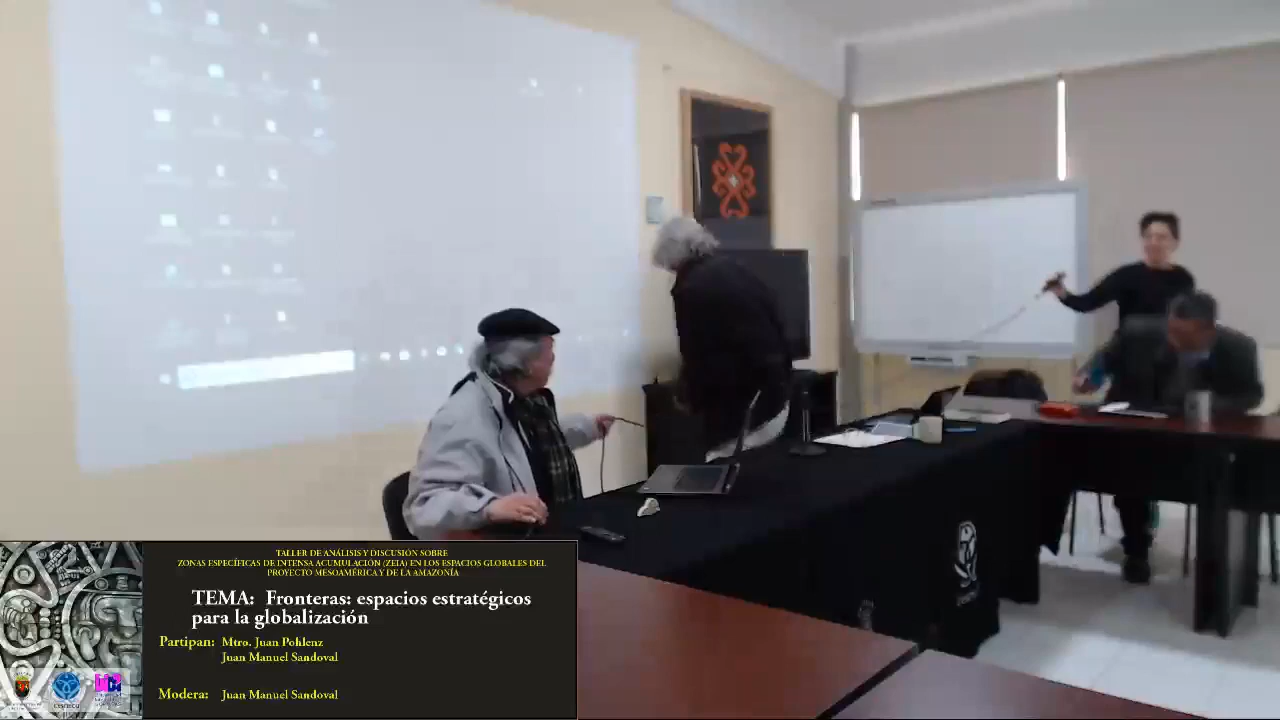 TALLER DE ANÁLISIS Y DISCUSIÓN SOBRE
ZONAS ESPECÍFICAS DE INTENSA ACUMULACIÓN (ZEIA) EN LOS ESPACIOS GLOBALES DEL
PROYECTO MESOAMÉRICA Y DE LA AMAZONÍA
TEMA: Fronteras: espacios estratégicos
para la globalización
Partipan: Mtro. Juan Pohlenz
Juan Manuel Sandoval
Modera: Juan Manuel Sandoval